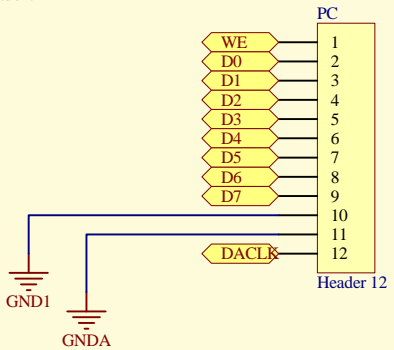 PC
WE 1
D0 2
D1 3
D2 4
D3 5
D4 6
D5 7
D6 8
D7 9
10
11
DACLK 12
Header 12
GND1
GNDA